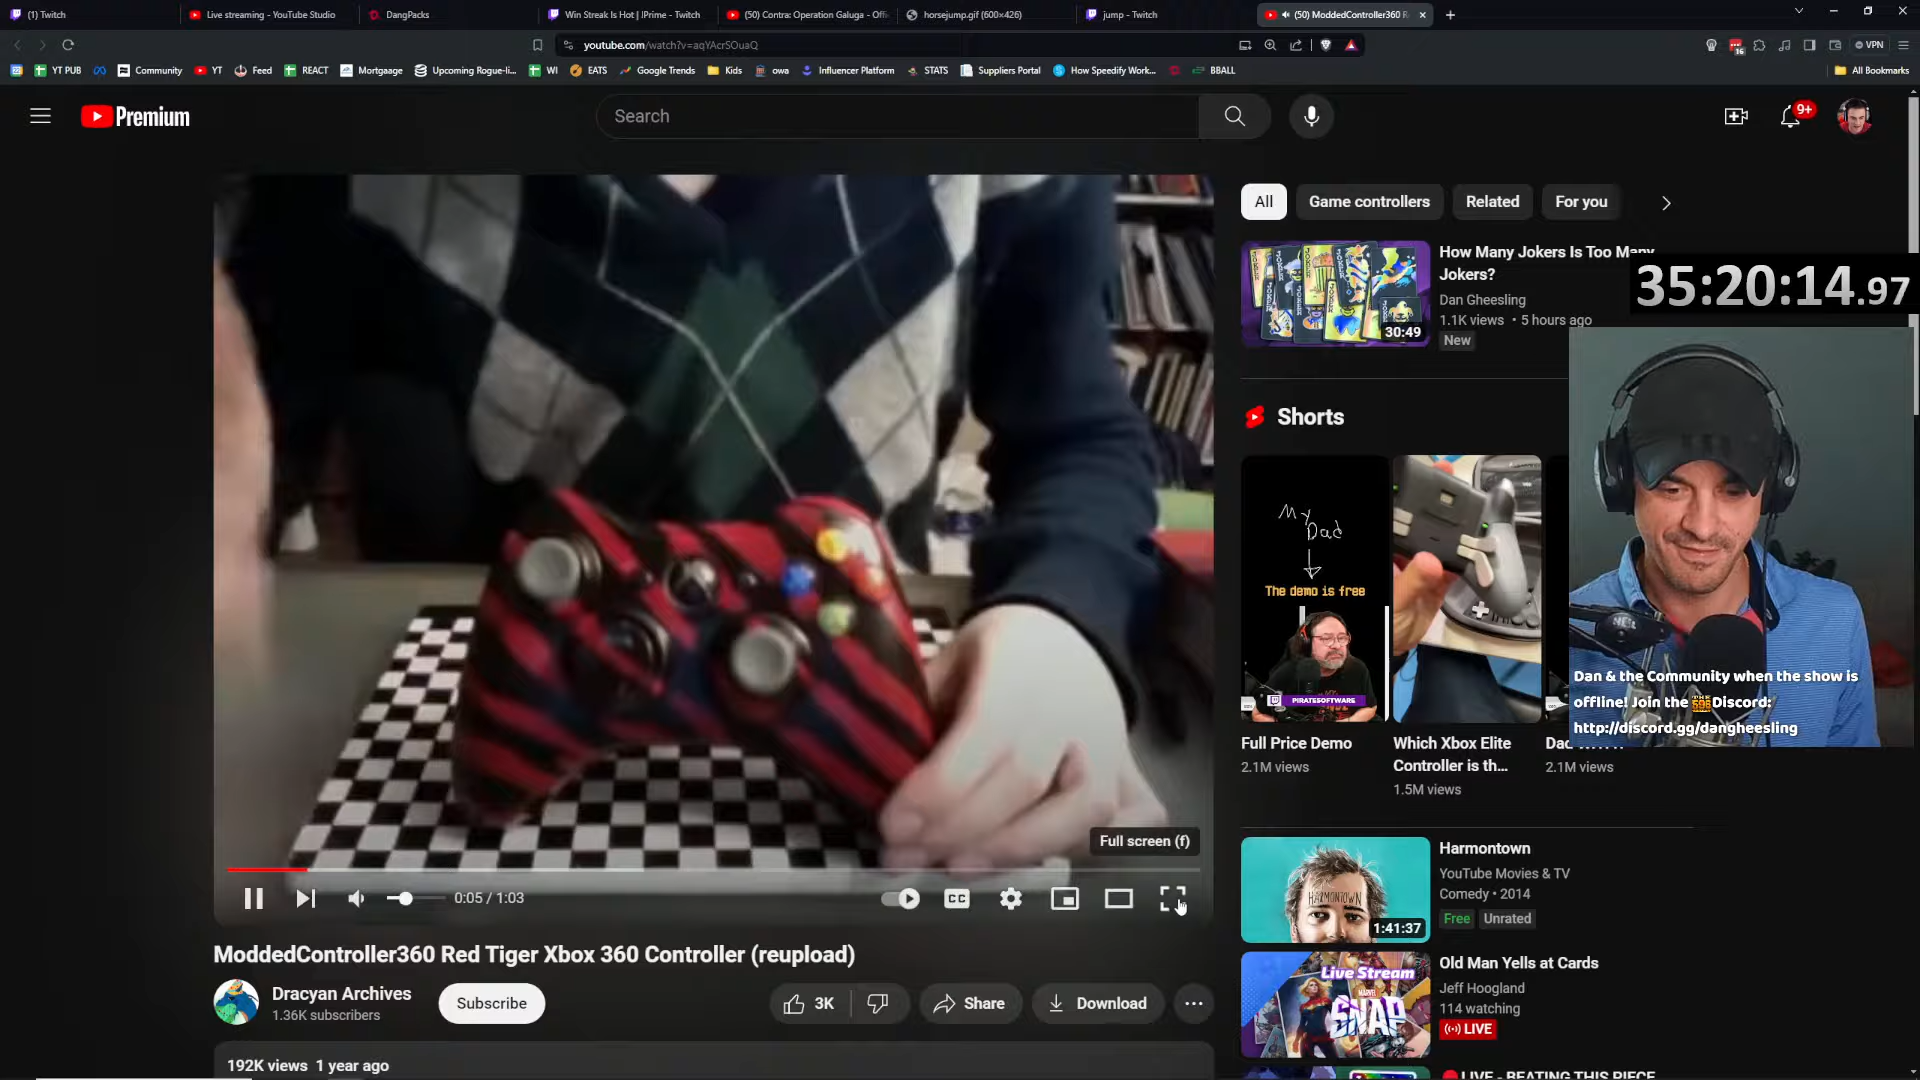 (1) Twitch
Live streaming - YouTube Studio
DangPacks
Win Streak Is Hot | !Prime - Twitch
(50) Contra: Operation Galuga - Offi
horsejump.gif (600×426)
jump - Twitch
(50) ModdedController360 R
youtube.com/watch?v=aqYAcrSOuaQ
16
VPN
YT PUB
Community
YT
Feed
REACT
Mortgaage
Upcoming Rogue-li...
WI
EATS
Google Trends
Kids
owa
Influencer Platform
STATS
Suppliers Portal
How Speedify Work...
BBALL
All Bookmarks
Premium
Search
9+
All
Game controllers
Related
For you
How Many Jokers Is Too Many
Jokers?
Dan Gheesling
1.1K views • 5 hours ago
New
30:49
35:20:14.97
Shorts
My
Dad
The demo is free
PIRATESOFTWARE
Full Price Demo
2.1M views
Which Xbox Elite
Controller is th...
1.5M views
2.1M views
Dan & the Community when the show is
offline! Join the Discord:
http://discord.gg/dangheesling
Full screen (f)
0:05 / 1:03
CC
ModdedController360 Red Tiger Xbox 360 Controller (reupload)
Dracyan Archives
1.36K subscribers
Subscribe
3K
Share
Download
192K views 1 year ago
HARMONTOWN
1:41:37
Harmontown
YouTube Movies & TV
Comedy • 2014
Free
Unrated
Live Stream
MARVEL
SNAP
Old Man Yells at Cards
Jeff Hoogland
114 watching
LIVE
LIVE - BEATING THIS PIECE